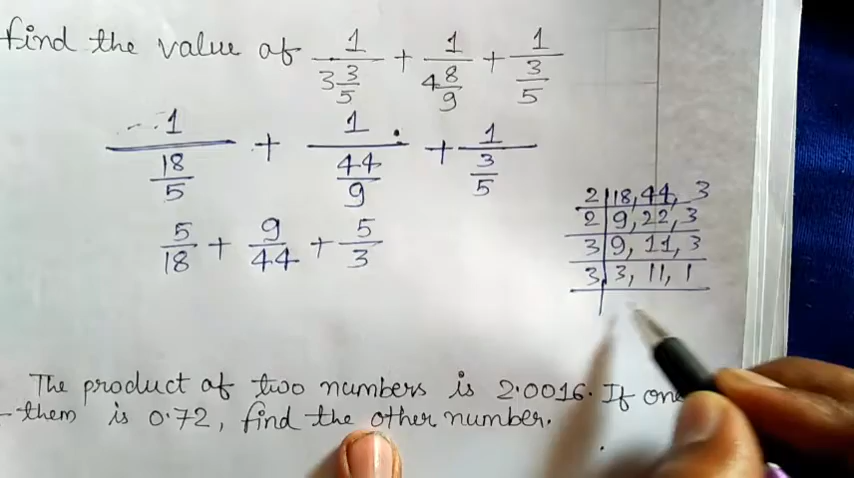 Find the value of 1/(3 3/5) + 1/(4 8/9) + 1/(3/5)
1/(18/5) + 1/(44/9) + 1/(3/5)
5/18 + 9/44 + 5/3
2 | 18, 44, 3
2 | 9, 22, 3
3 | 9, 11, 3
3 | 3, 11, 1
The product of two numbers is 2.0016. If one
them is 0.72, find the other number.